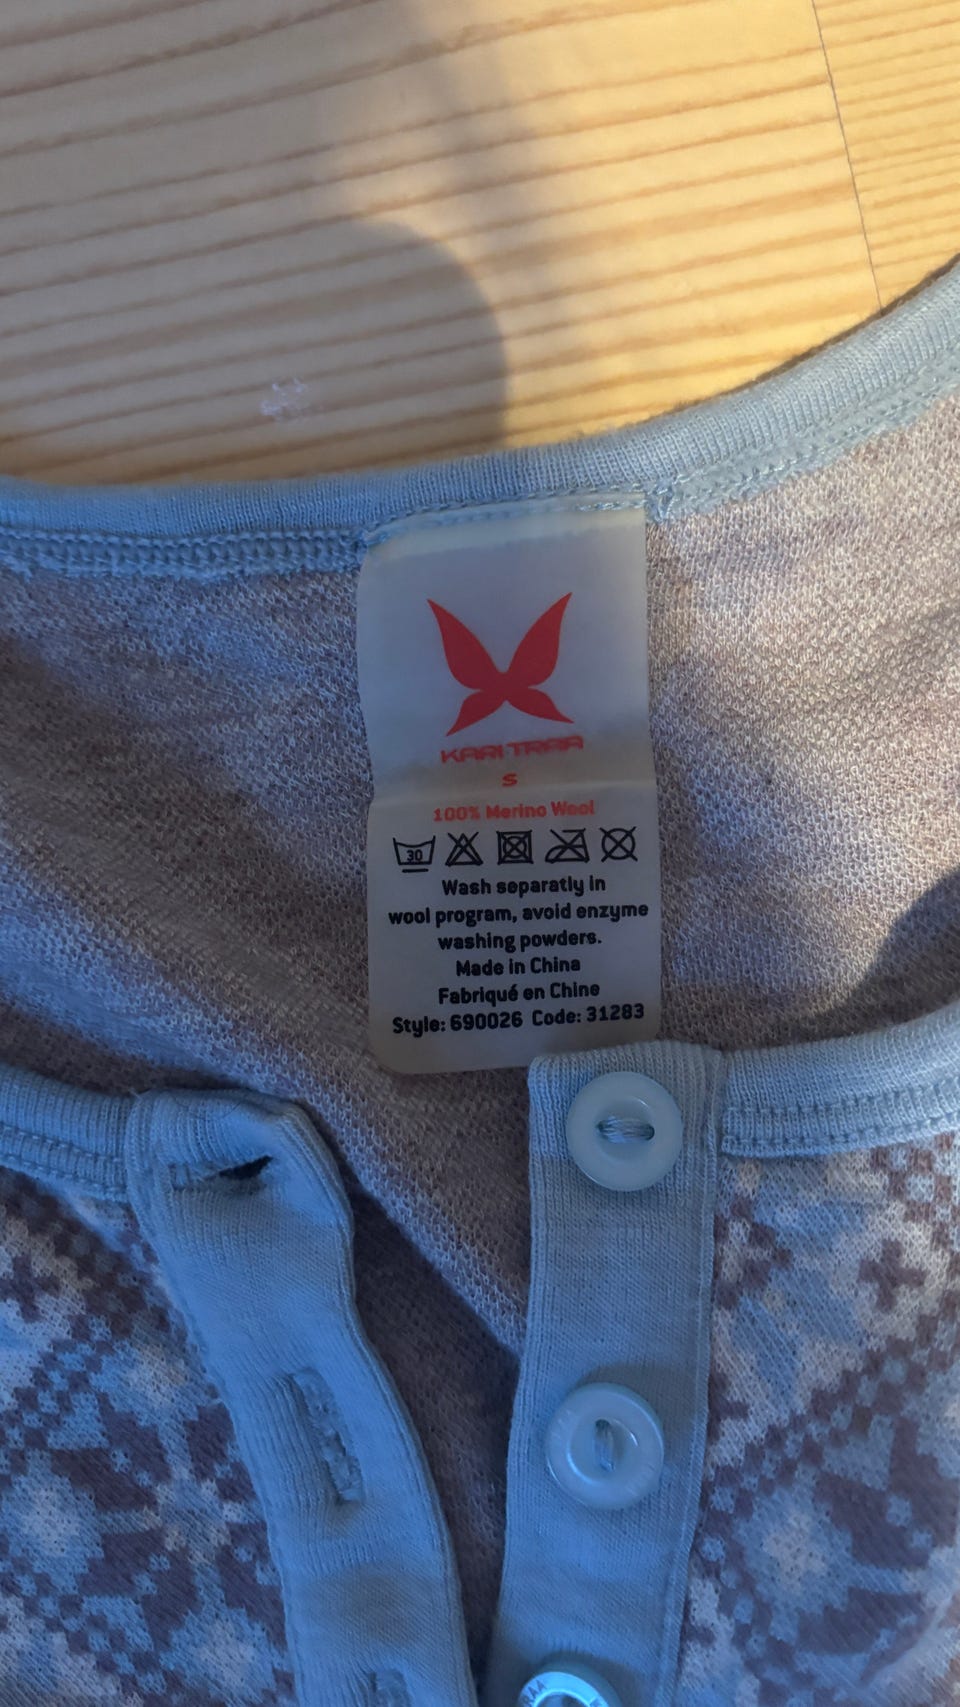 KARI TRAA
S
100% Merino Wool
30
Wash separatly in
wool program, avoid enzyme
washing powders.
Made in China
Fabriqué en Chine
Style: 690026 Code: 31283